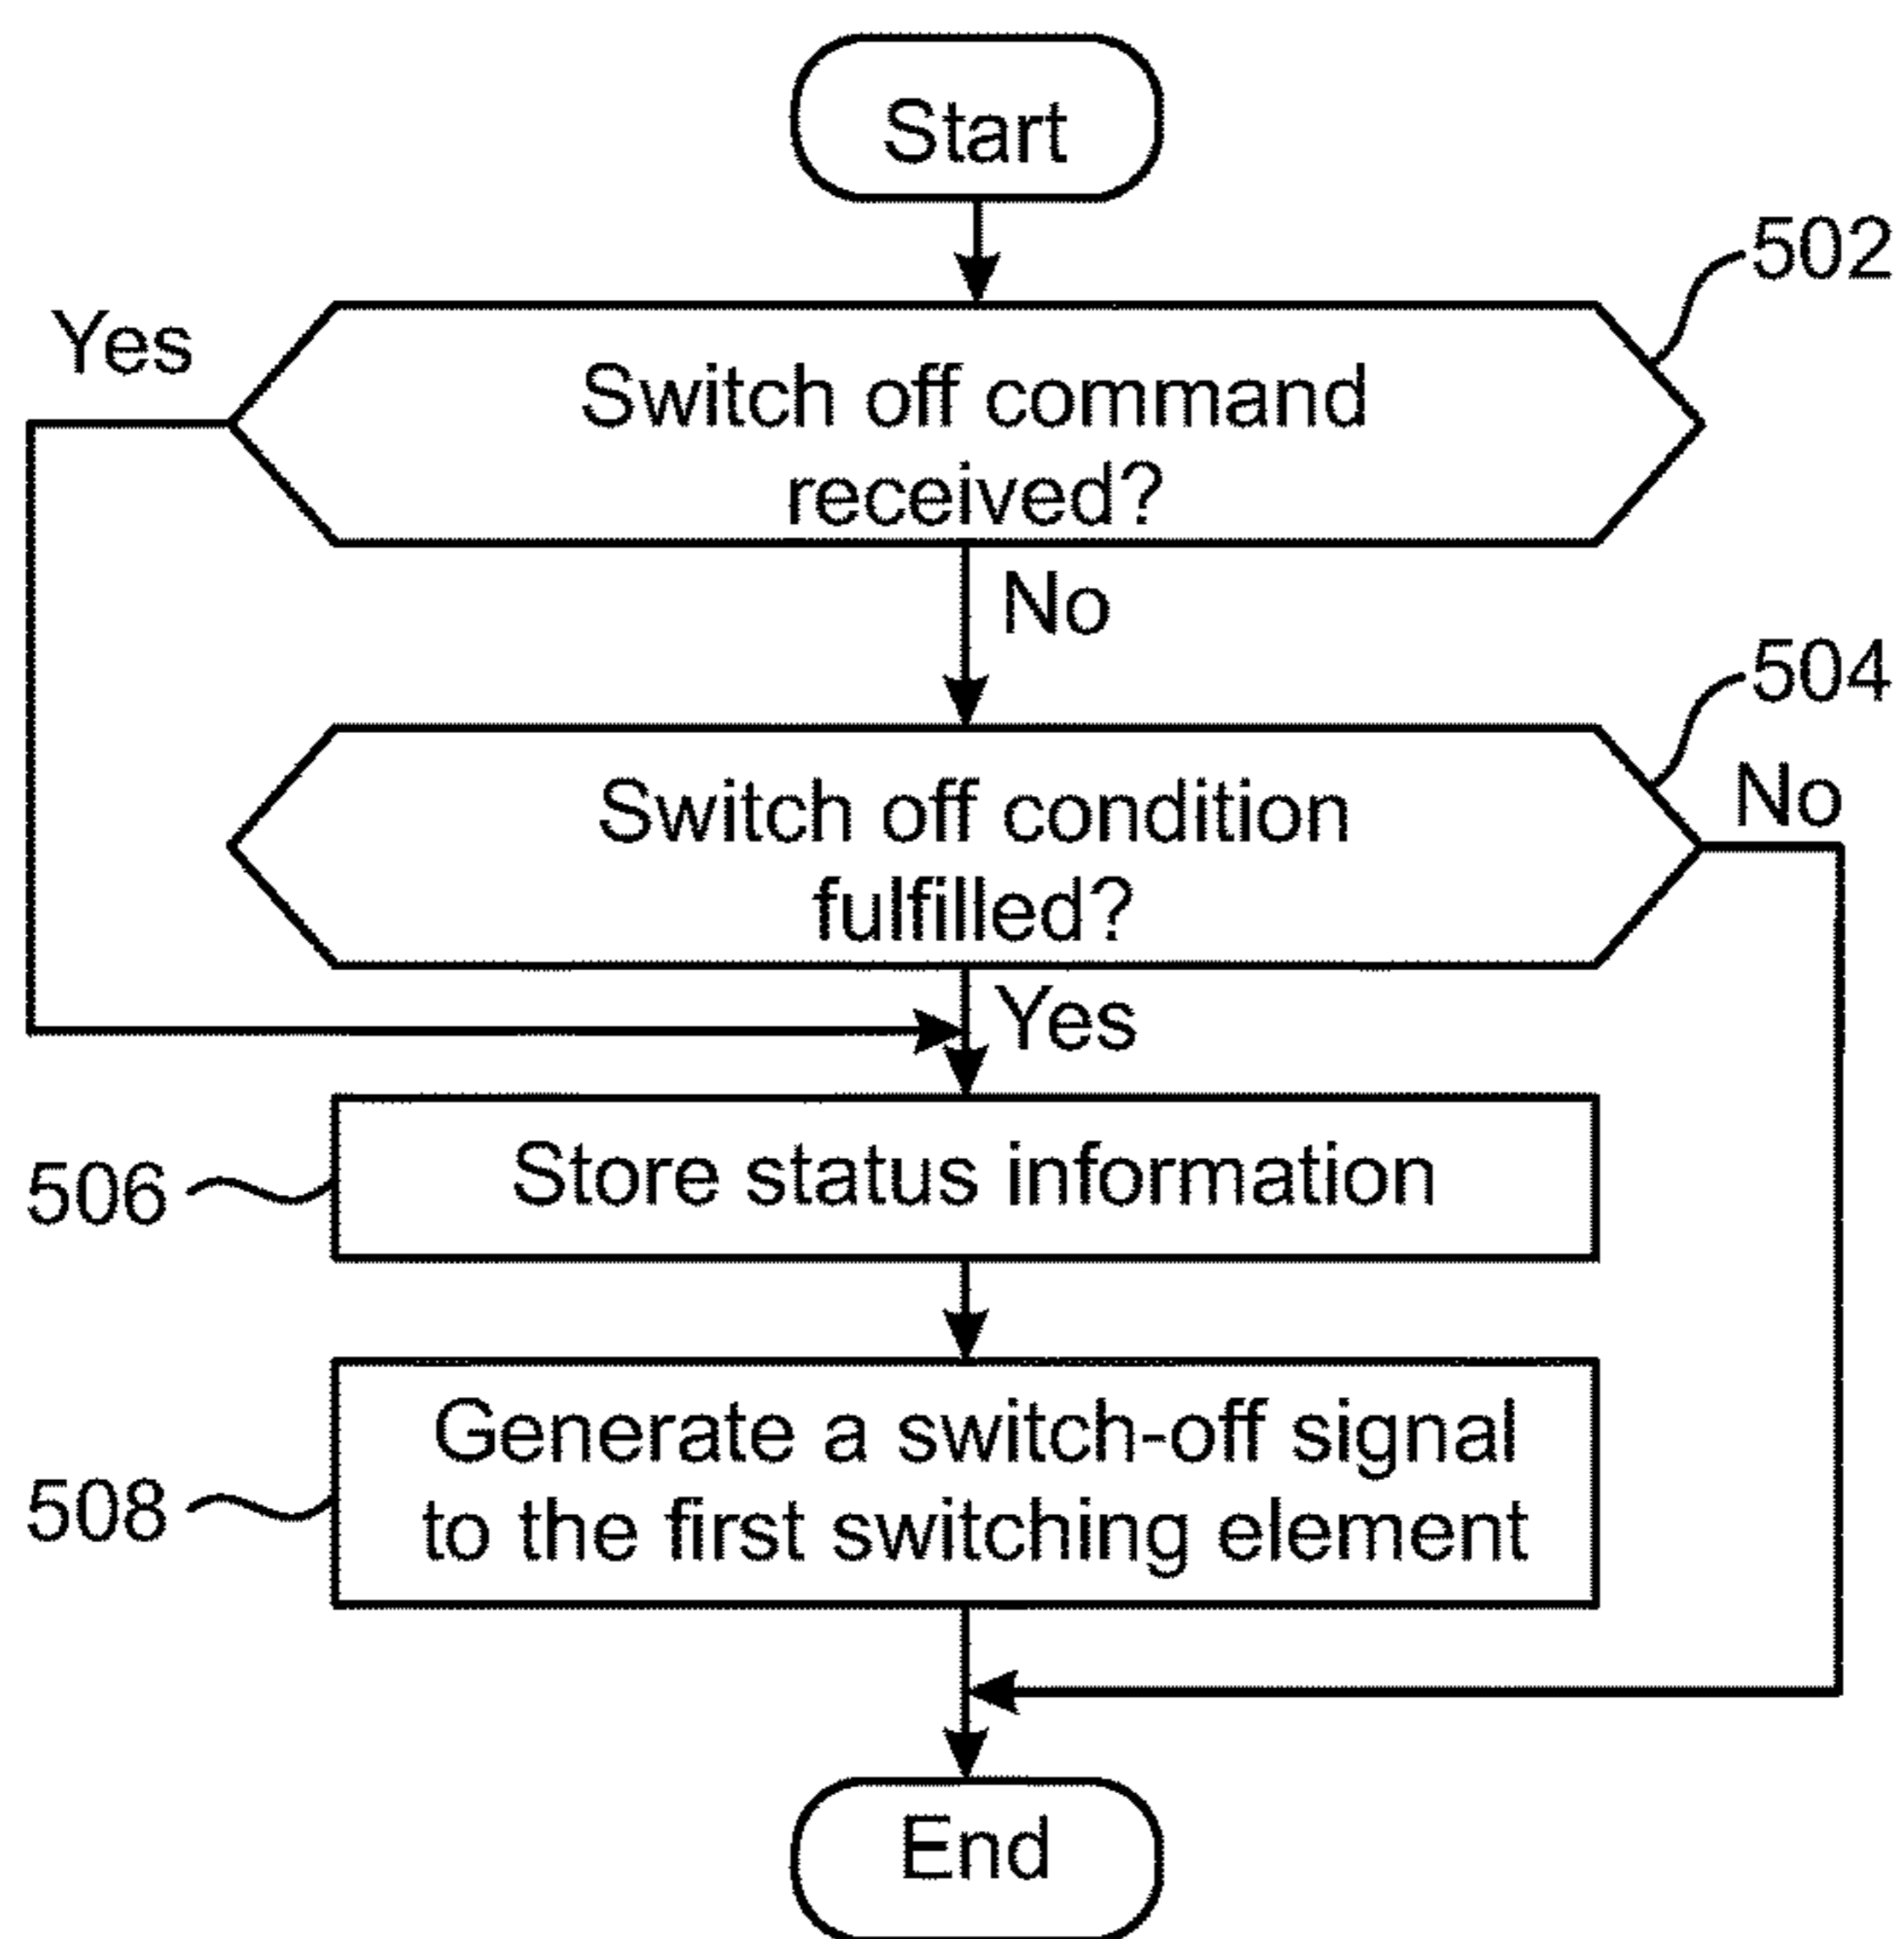 Start
502
Yes
Switch off command
received?
No
504
No
Switch off condition
fulfilled?
Yes
506
Store status information
508
Generate a switch-off signal
to the first switching element
End